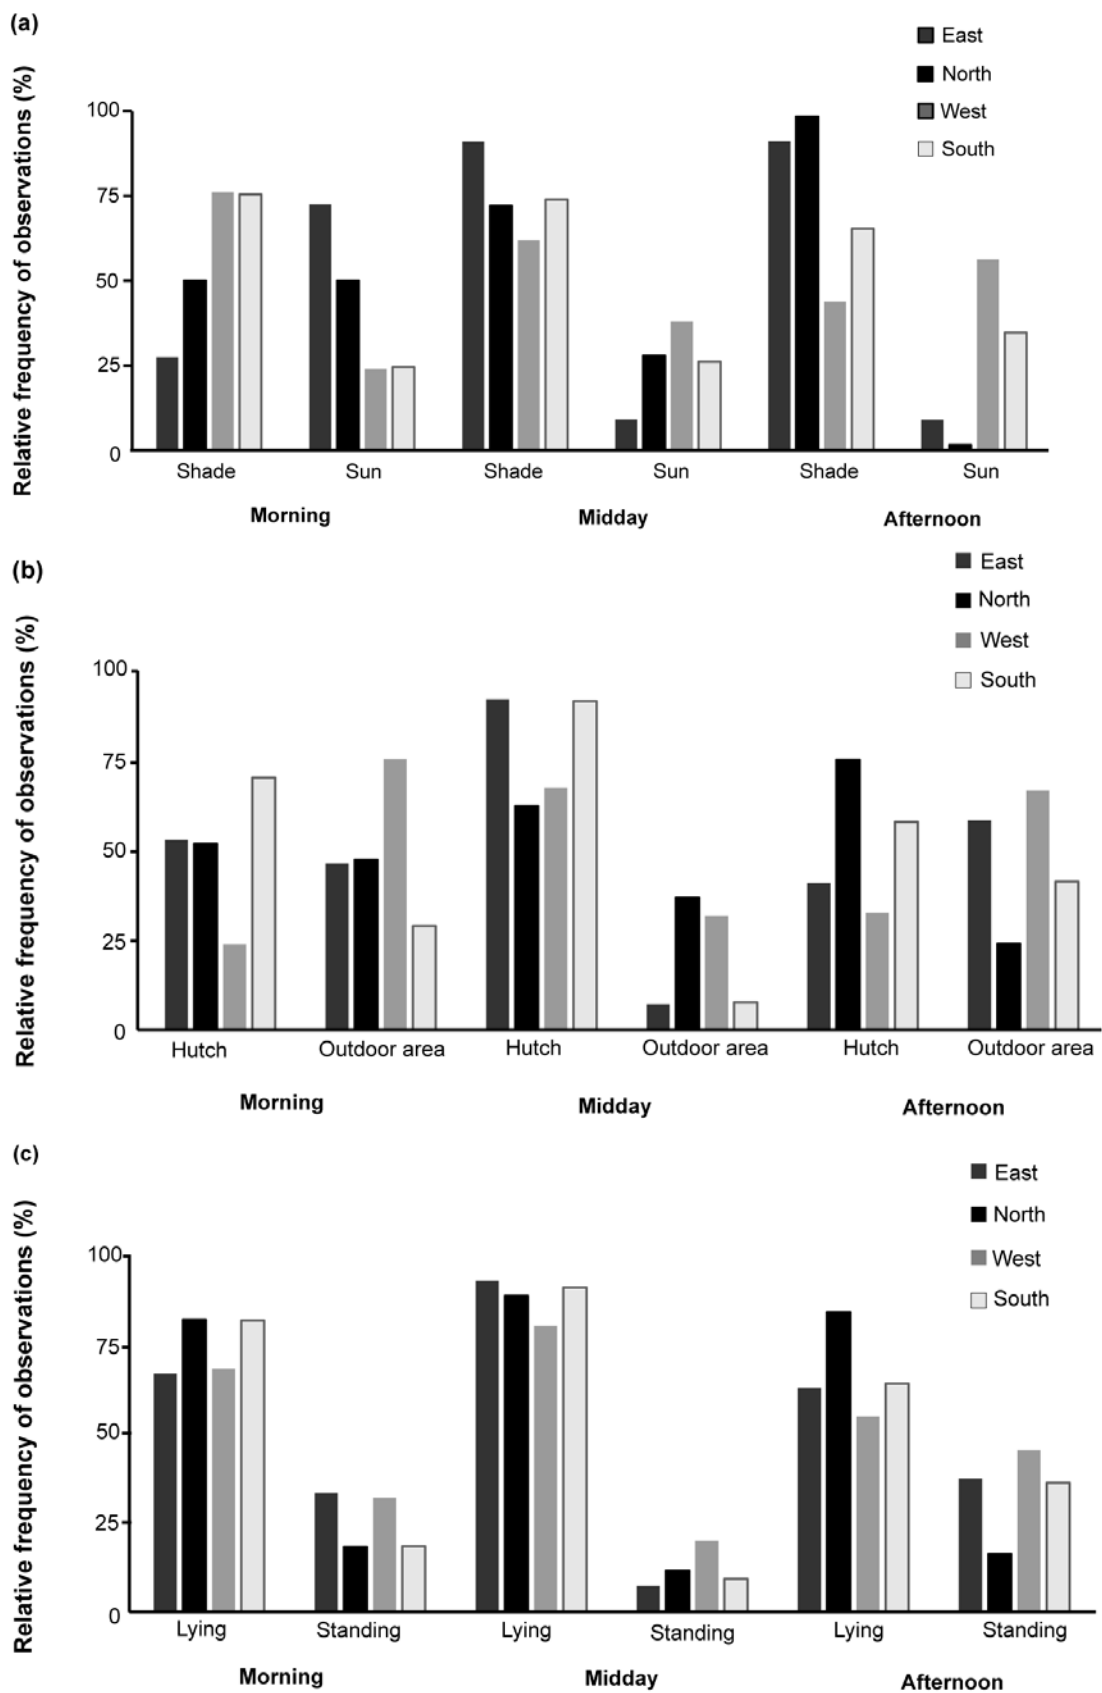 (a)
East
North
West
South
Relative frequency of observations (%)
100
75
50
25
0
Shade Sun Shade Sun Shade Sun
Morning Midday Afternoon
(b)
East
North
West
South
Relative frequency of observations (%)
100
75
50
25
0
Hutch Outdoor area Hutch Outdoor area Hutch Outdoor area
Morning Midday Afternoon
(c)
East
North
West
South
Relative frequency of observations (%)
100
75
50
25
0
Lying Standing Lying Standing Lying Standing
Morning Midday Afternoon